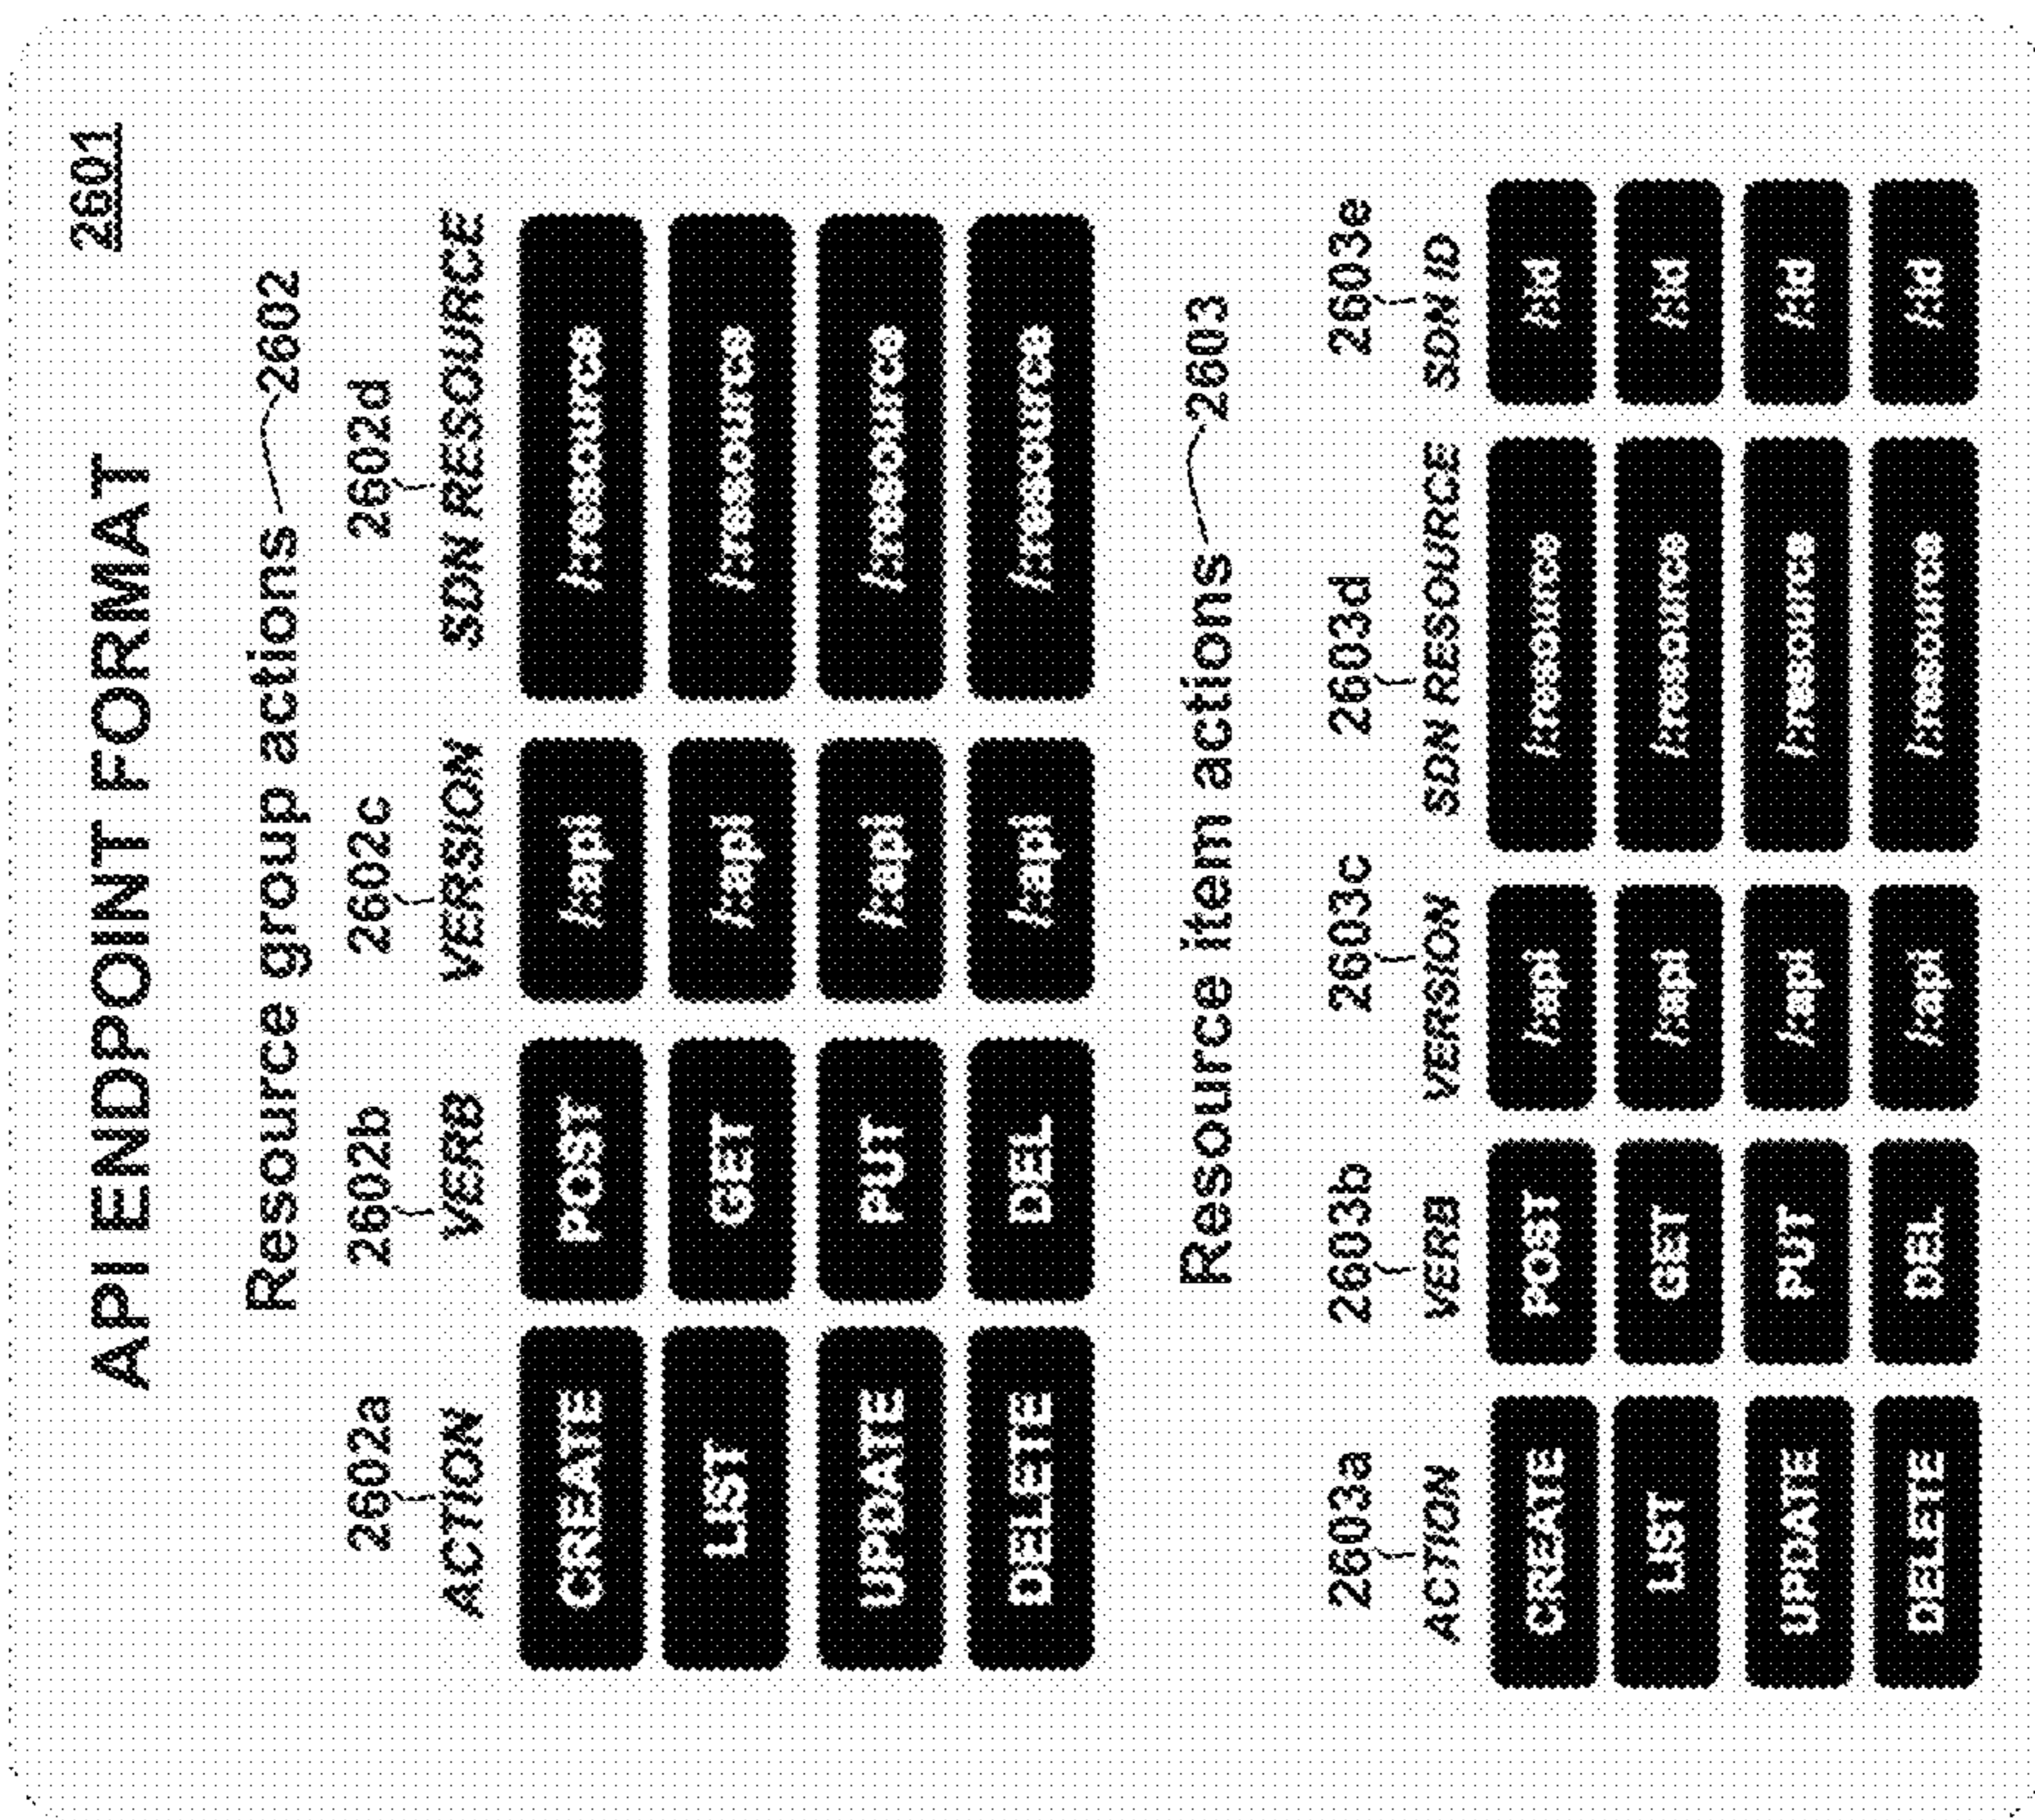 API ENDPOINT FORMAT 2601
Resource group actions 2602
2602a 2602b 2602c 2602d
ACTION VERB VERSION SDN RESOURCE
CREATE POST /:api /:resource
LIST GET /:api /:resource
UPDATE PUT /:api /:resource
DELETE DEL /:api /:resource
Resource item actions 2603
2603a 2603b 2603c 2603d 2603e
ACTION VERB VERSION SDN RESOURCE SDN ID
CREATE POST /:api /:resource /:id
LIST GET /:api /:resource /:id
UPDATE PUT /:api /:resource /:id
DELETE DEL /:api /:resource /:id